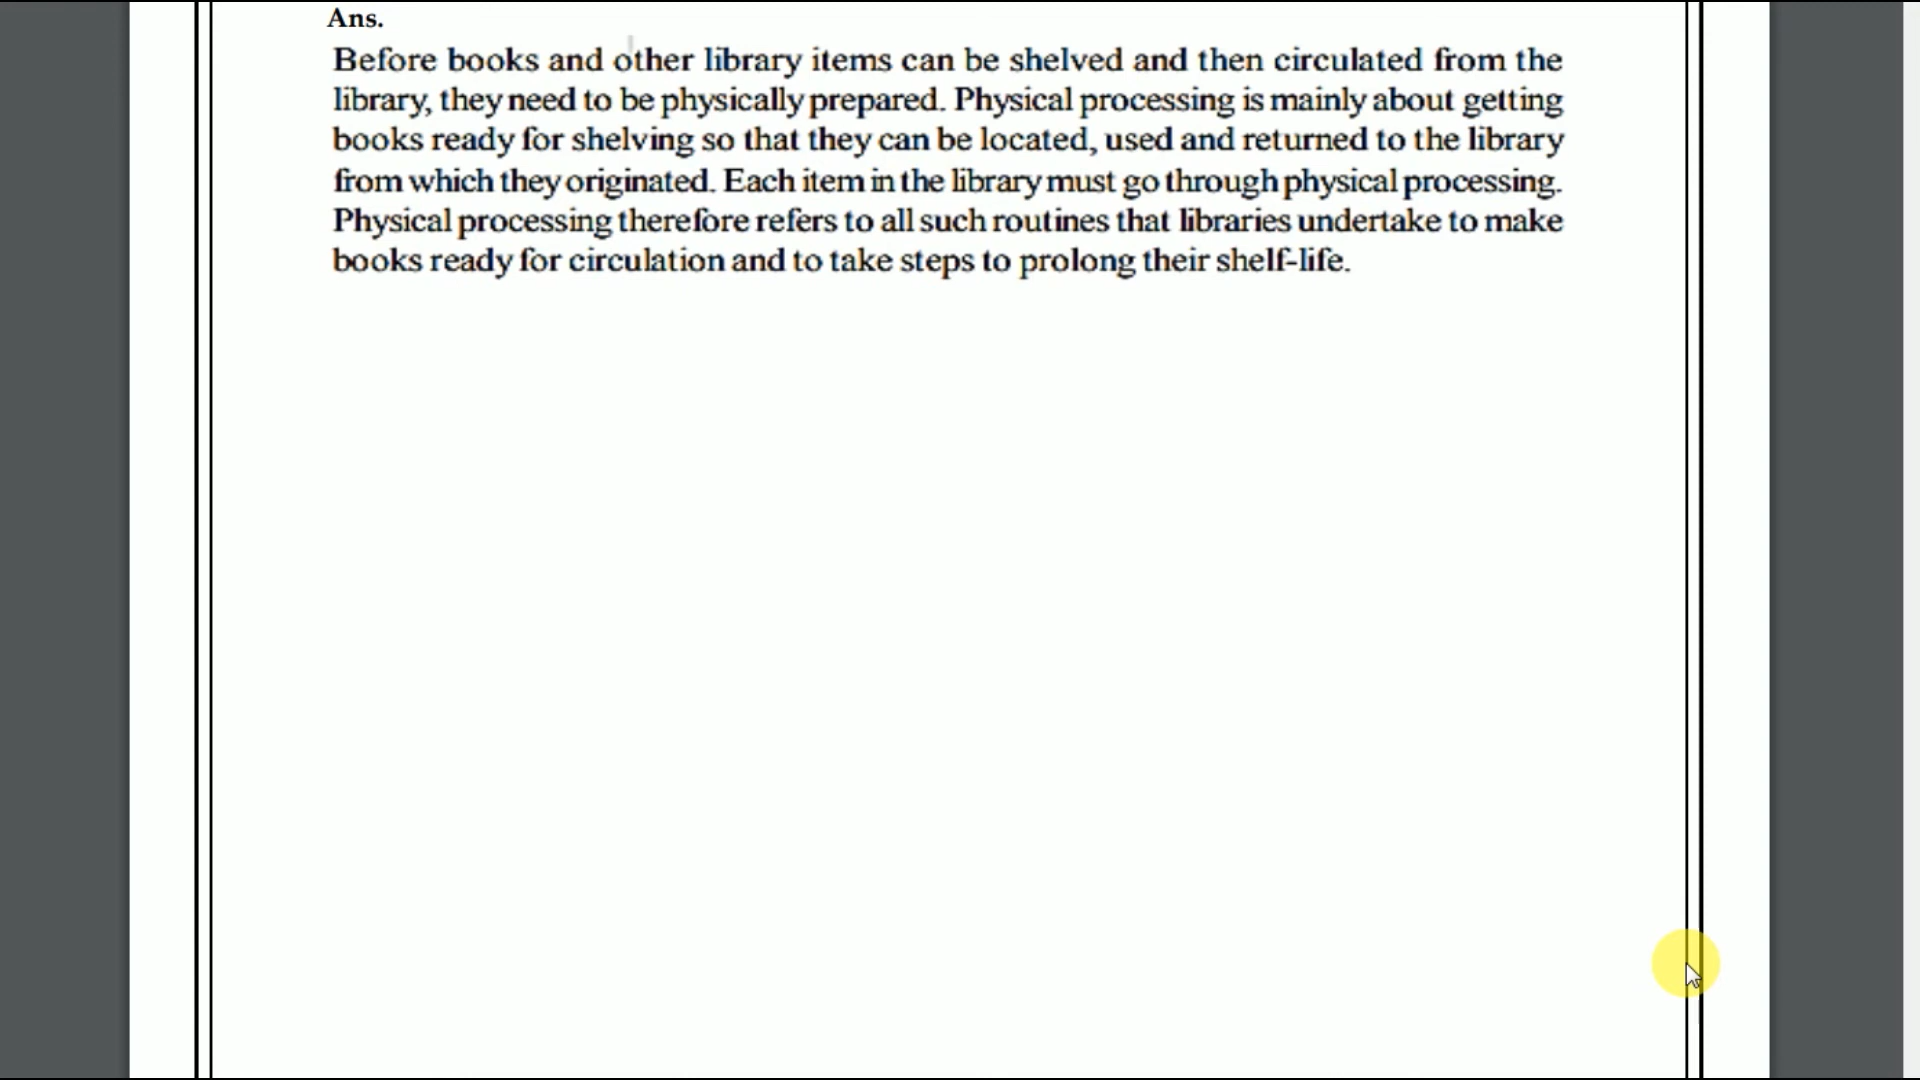 Ans.
Before books and other library items can be shelved and then circulated from the
library, they need to be physically prepared. Physical processing is mainly about getting
books ready for shelving so that they can be located, used and returned to the library
from which they originated. Each item in the library must go through physical processing.
Physical processing therefore refers to all such routines that libraries undertake to make
books ready for circulation and to take steps to prolong their shelf-life.